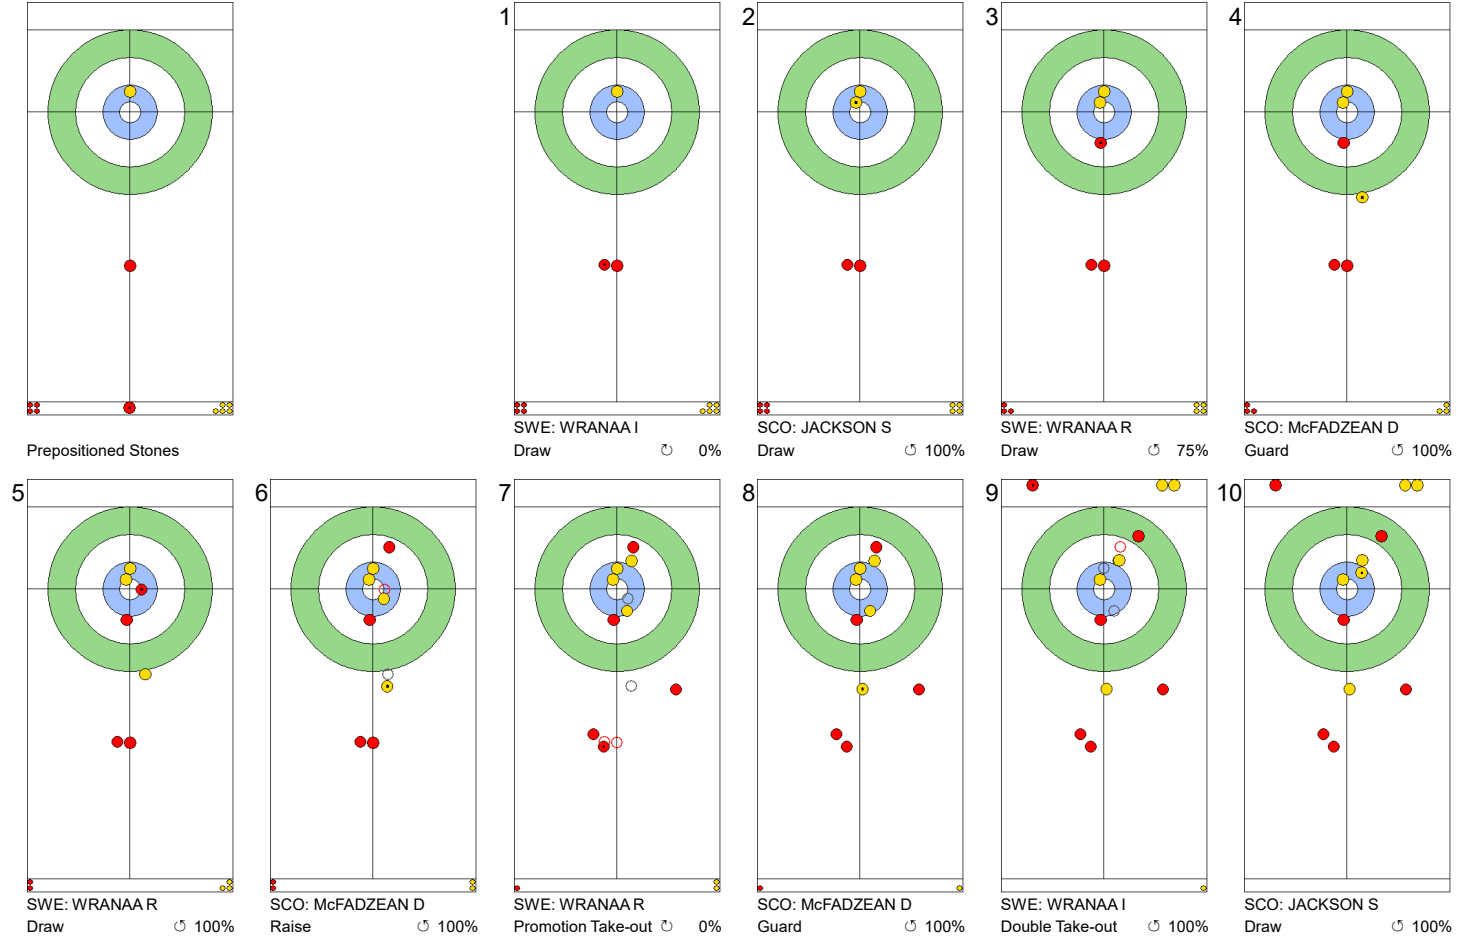 1
2
3
4
Prepositioned Stones
SWE: WRANAA I
Draw 0%
SCO: JACKSON S
Draw 100%
SWE: WRANAA R
Draw 75%
SCO: McFADZEAN D
Guard 100%
5
6
7
8
9
10
SWE: WRANAA R
Draw 100%
SCO: McFADZEAN D
Raise 100%
SWE: WRANAA R
Promotion Take-out 0%
SCO: McFADZEAN D
Guard 100%
SWE: WRANAA I
Double Take-out 100%
SCO: JACKSON S
Draw 100%